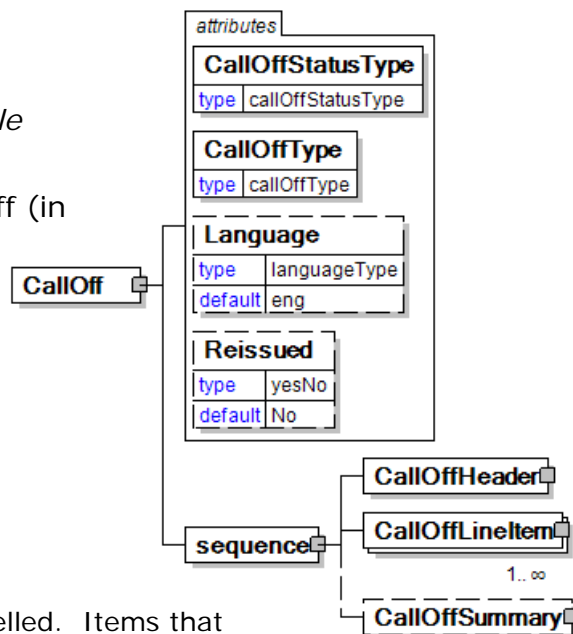 attributes
CallOffStatusType
type callOffStatusType
CallOffType
type callOffType
ff (in
Language
type languageType
default eng
CallOff
Reissued
type yesNo
default No
CallOffHeader
CallOffLineItem
sequence
1.. ∞
CallOffSummary
elled. Items that